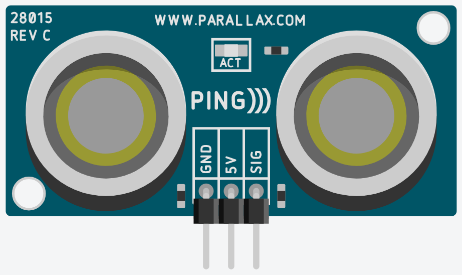 28015
REV C
WWW.PARALLAX.COM
ACT
PING)))
GND
5V
SIG